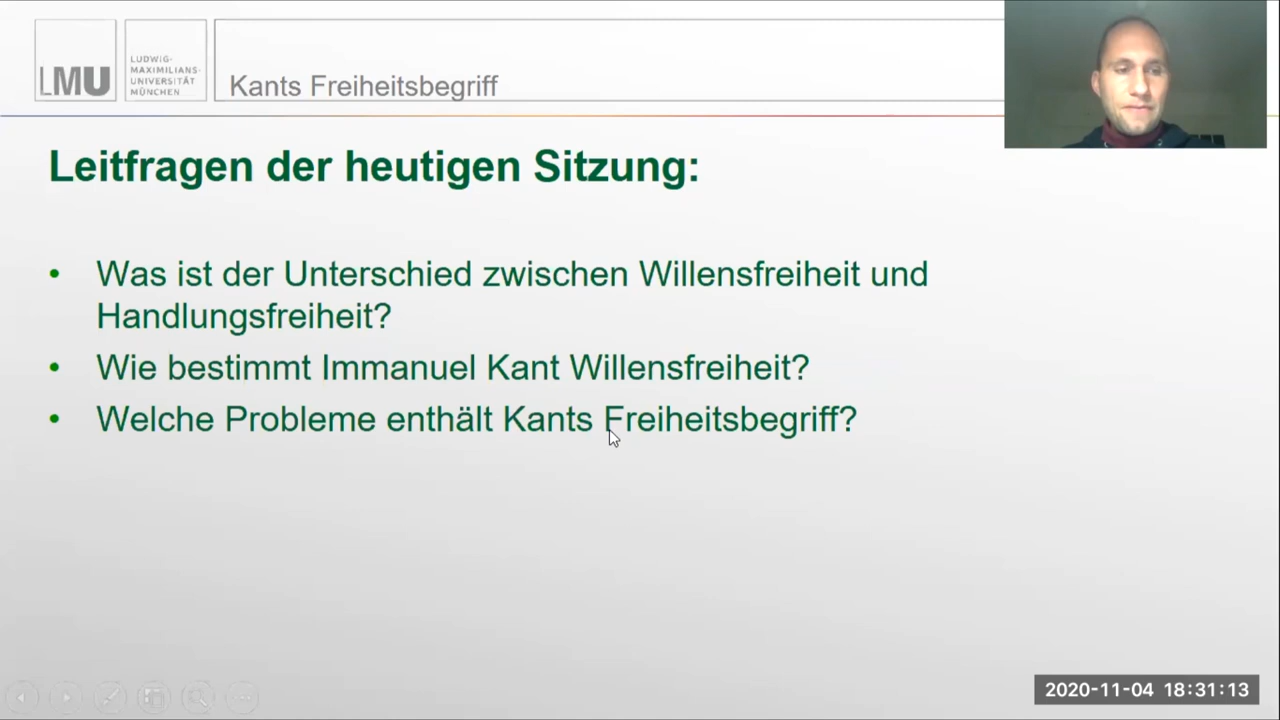 LMU
LUDWIG-
MAXIMILIANS-
UNIVERSITÄT
MÜNCHEN
Kants Freiheitsbegriff
Leitfragen der heutigen Sitzung:
• Was ist der Unterschied zwischen Willensfreiheit und
Handlungsfreiheit?
• Wie bestimmt Immanuel Kant Willensfreiheit?
• Welche Probleme enthält Kants Freiheitsbegriff?
2020-11-04 18:31:13